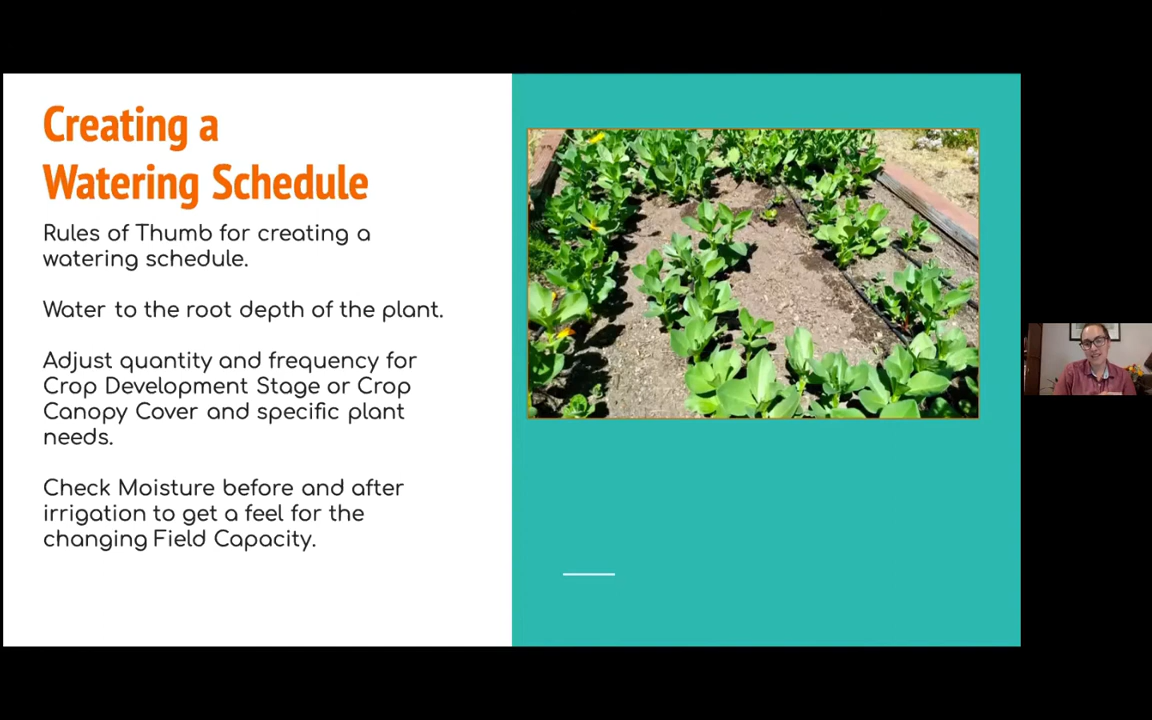 Creating a
Watering Schedule
Rules of Thumb for creating a
watering schedule.
Water to the root depth of the plant.
Adjust quantity and frequency for
Crop Development Stage or Crop
Canopy Cover and specific plant
needs.
Check Moisture before and after
irrigation to get a feel for the
changing Field Capacity.